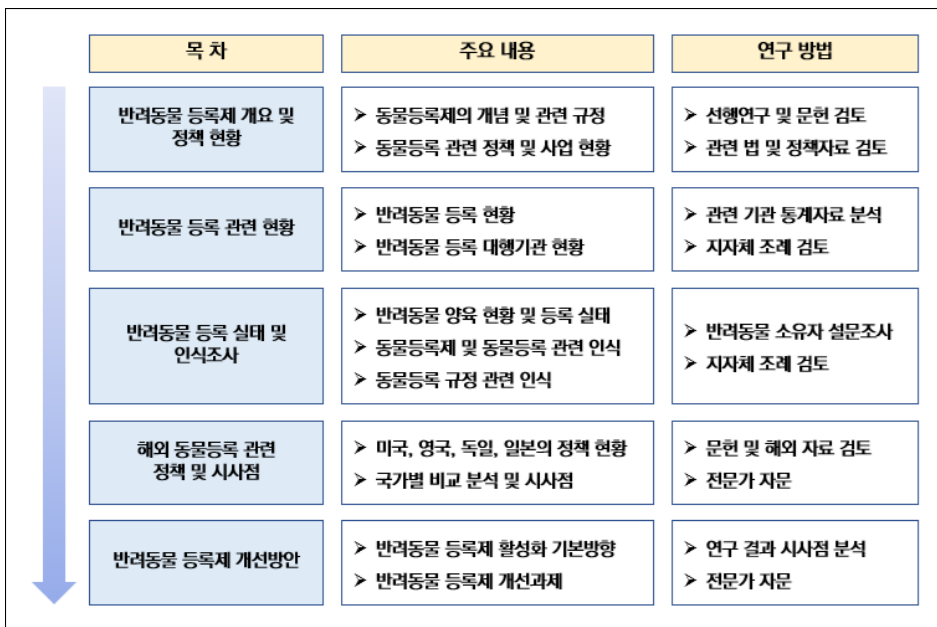 목 차
주요 내용
연구 방법
반려동물 등록제 개요 및
정책 현황
➢ 동물등록제의 개념 및 관련 규정
➢ 동물등록 관련 정책 및 사업 현황
➢ 선행연구 및 문헌 검토
➢ 관련 법 및 정책자료 검토
반려동물 등록 관련 현황
➢ 반려동물 등록 현황
➢ 반려동물 등록 대행기관 현황
➢ 관련 기관 통계자료 분석
➢ 지자체 조례 검토
반려동물 등록 실태 및
인식조사
➢ 반려동물 양육 현황 및 등록 실태
➢ 동물등록제 및 동물등록 관련 인식
➢ 동물등록 규정 관련 인식
➢ 반려동물 소유자 설문조사
➢ 지자체 조례 검토
해외 동물등록 관련
정책 및 시사점
➢ 미국, 영국, 독일, 일본의 정책 현황
➢ 국가별 비교 분석 및 시사점
➢ 문헌 및 해외 자료 검토
➢ 전문가 자문
반려동물 등록제 개선방안
➢ 반려동물 등록제 활성화 기본방향
➢ 반려동물 등록제 개선과제
➢ 연구 결과 시사점 분석
➢ 전문가 자문